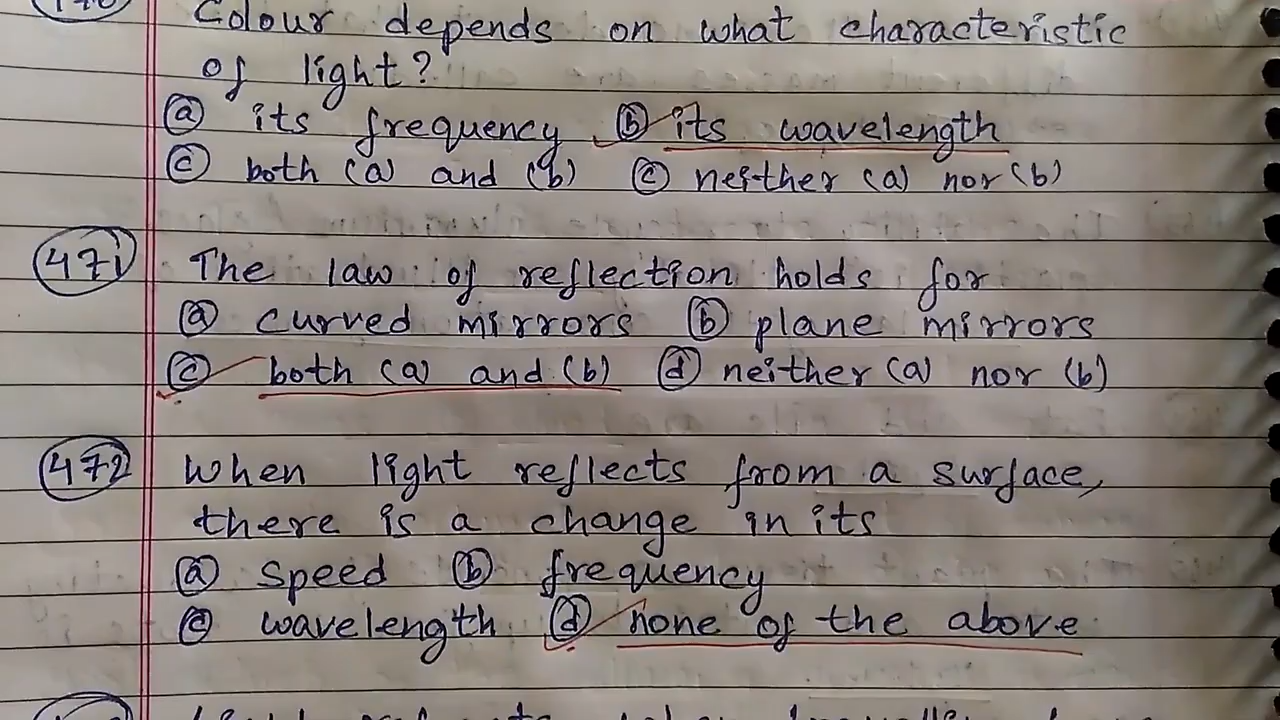 Colour depends on what characteristic
of light?
(a) its frequency (b) its wavelength
(c) both (a) and (b) (c) neither (a) nor (b)
471 The law of reflection holds for
(a) curved mirrors (b) plane mirrors
(c) both (a) and (b) (d) neither (a) nor (b)
472 When light reflects from a surface,
there is a change in its
(a) speed (b) frequency
(c) wavelength (d) none of the above